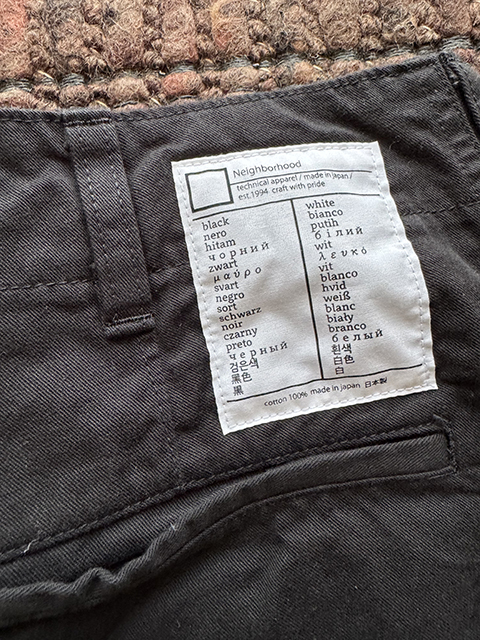 Neighborhood
technical apparel / made in japan /
est.1994 craft with pride
black
nero
hitam
чорний
zwart
μαύρο
svart
negro
sort
schwarz
noir
czarny
preto
черный
검은색
黒色
黒
white
bianco
putih
білий
wit
λευκό
vit
blanco
hvid
weiß
blanc
biały
branco
белый
흰색
白色
白
cotton 100% made in japan 日本製